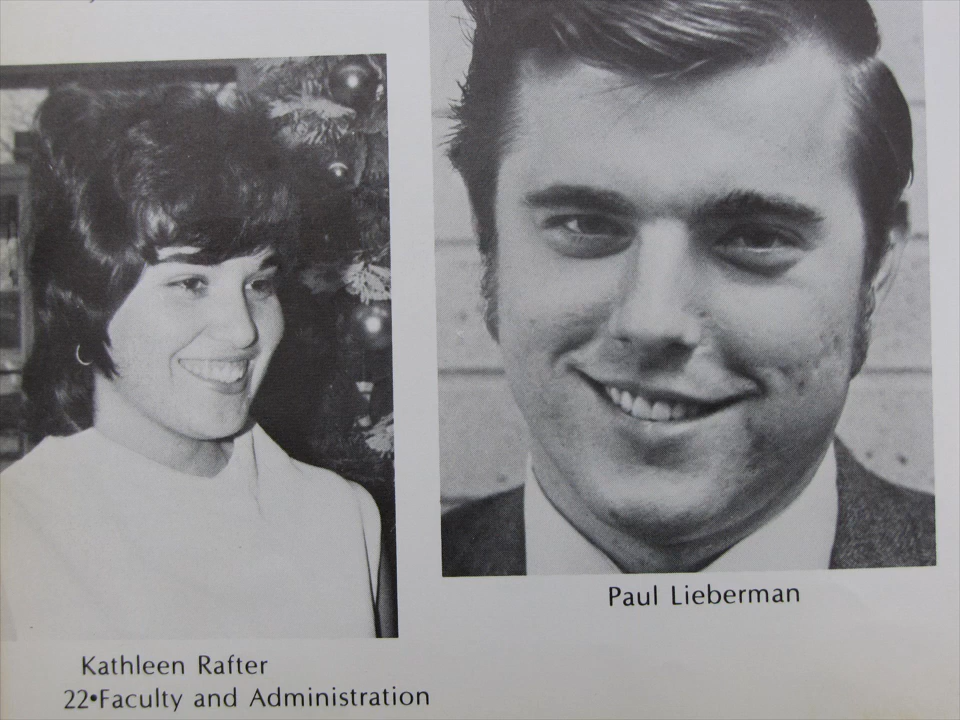 Paul Lieberman
Kathleen Rafter
22•Faculty and Administration